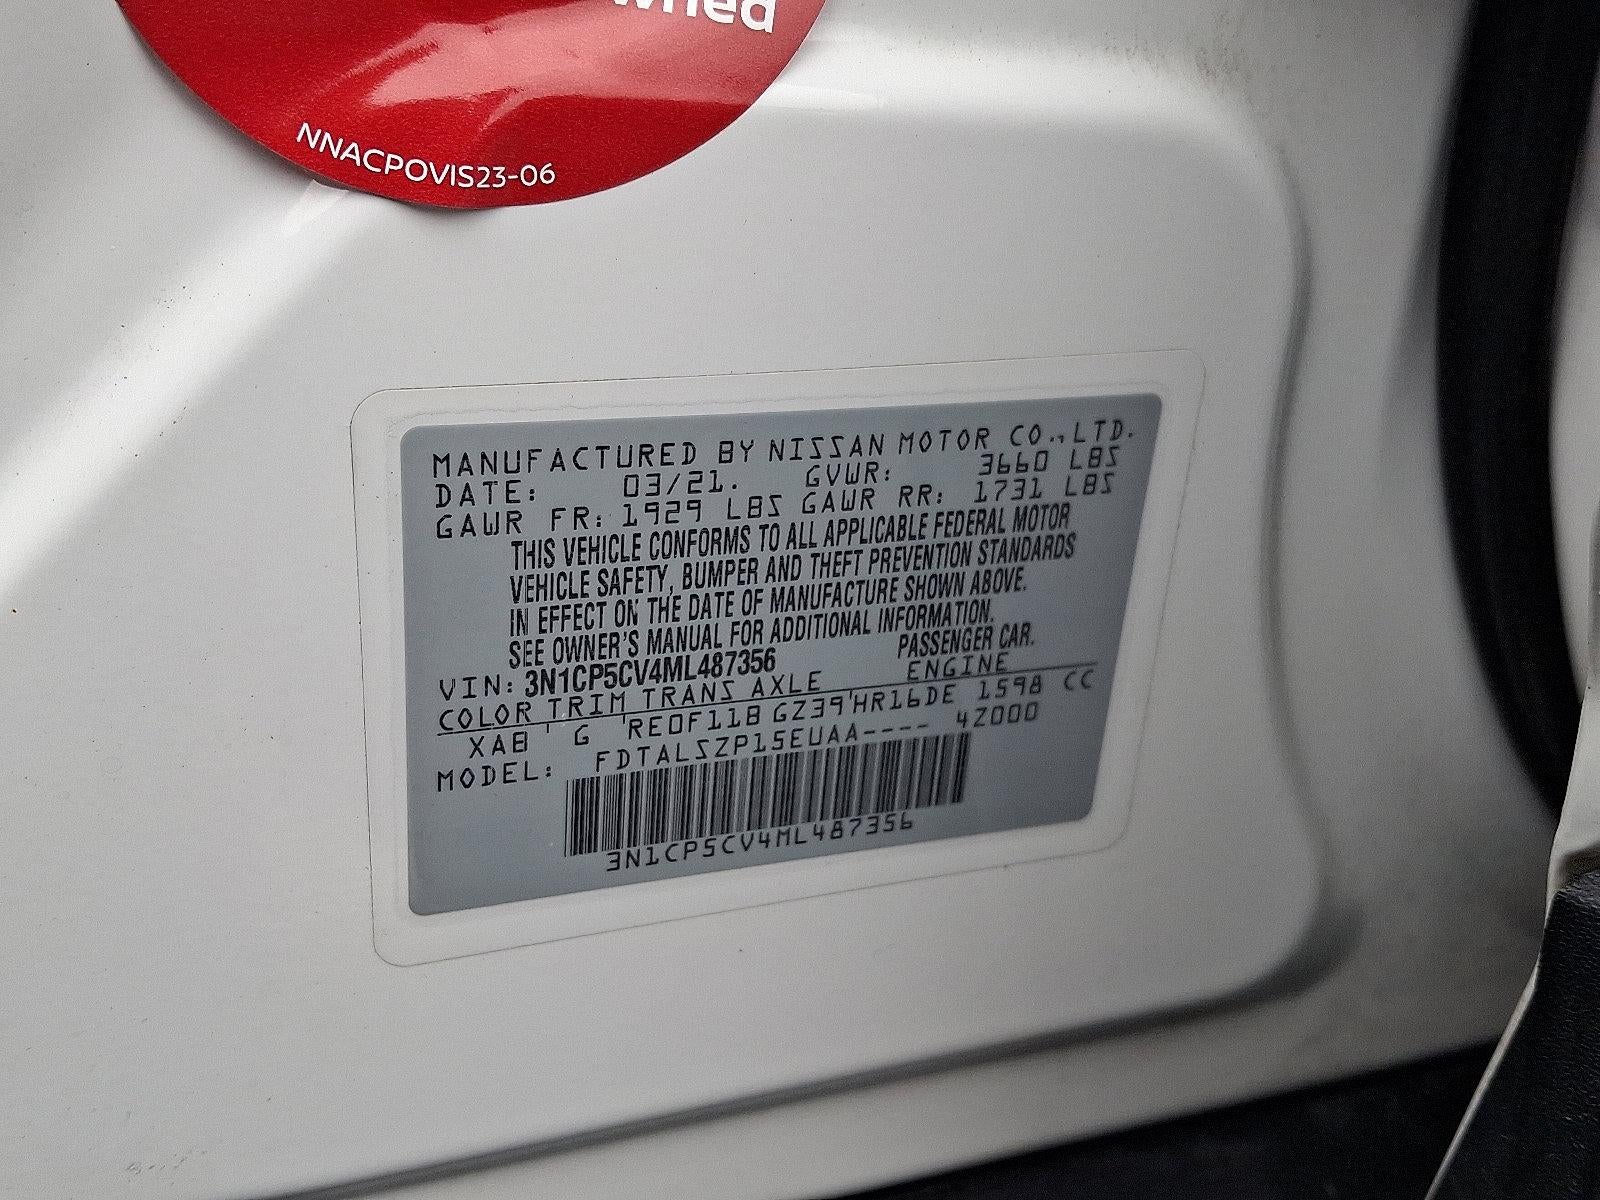 NNACPOVIS23-06
MANUFACTURED BY NISSAN MOTOR CO.,LTD.
DATE: 03/21. GVWR: 3660 LBS
GAWR FR: 1929 LBS GAWR RR: 1731 LBS
THIS VEHICLE CONFORMS TO ALL APPLICABLE FEDERAL MOTOR
VEHICLE SAFETY, BUMPER AND THEFT PREVENTION STANDARDS
IN EFFECT ON THE DATE OF MANUFACTURE SHOWN ABOVE.
SEE OWNER'S MANUAL FOR ADDITIONAL INFORMATION.
VIN: 3N1CP5CV4ML487356 PASSENGER CAR.
COLOR TRIM TRANS AXLE ENGINE
XAB ' G 'RE0F11B GZ39'HR16DE 1598 CC
MODEL: FDTALSZP15EUAA---- 4Z000
3N1CP5CV4ML487356